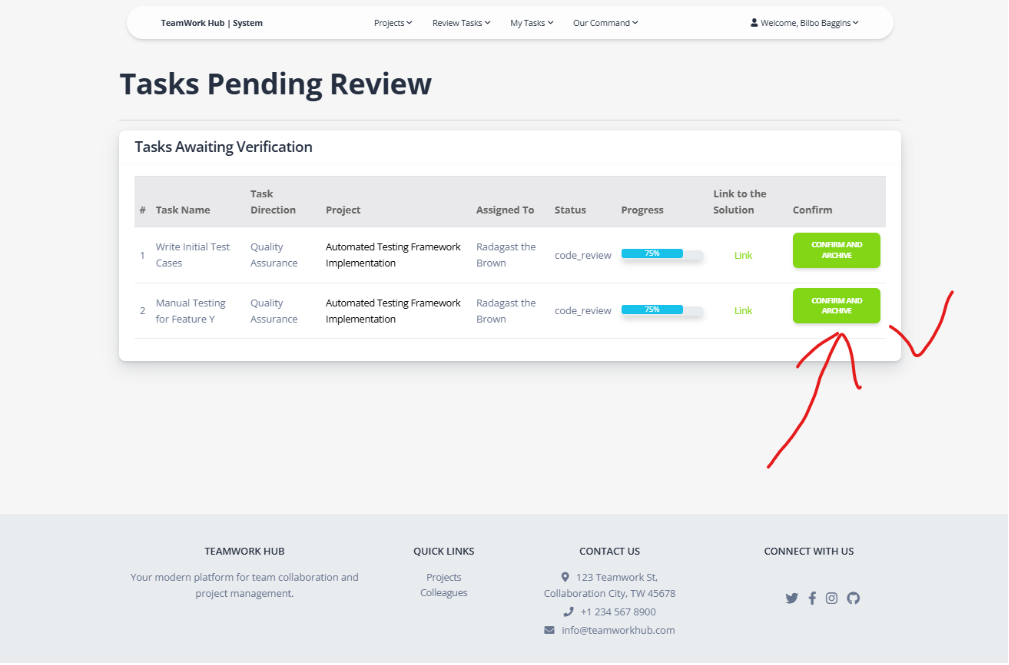 TeamWork Hub | System Projects Review Tasks My Tasks Our Command Welcome, Bilbo Baggins
Tasks Pending Review
Tasks Awaiting Verification
# Task Name Task Direction Project Assigned To Status Progress Link to the Solution Confirm
1 Write Initial Test Cases Quality Assurance Automated Testing Framework Implementation Radagast the Brown code_review 75% Link CONFIRM AND ARCHIVE
2 Manual Testing for Feature Y Quality Assurance Automated Testing Framework Implementation Radagast the Brown code_review 75% Link CONFIRM AND ARCHIVE
TEAMWORK HUB
Your modern platform for team collaboration and
project management.
QUICK LINKS
Projects
Colleagues
CONTACT US
123 Teamwork St,
Collaboration City, TW 45678
+1 234 567 8900
info@teamworkhub.com
CONNECT WITH US